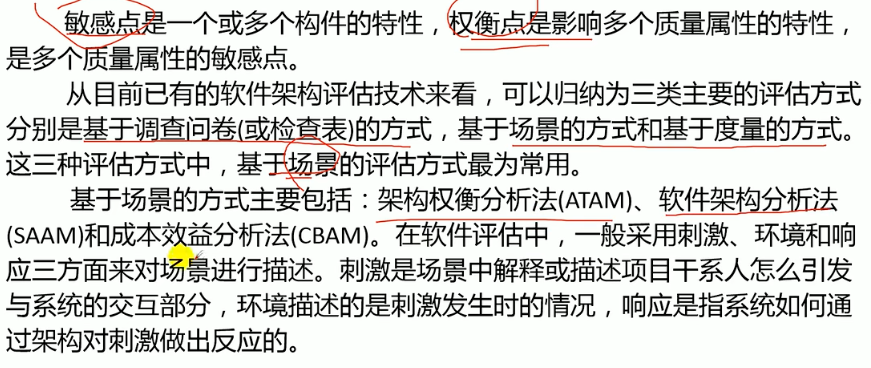 敏感点是一个或多个构件的特性，权衡点是影响多个质量属性的特性，
是多个质量属性的敏感点。
从目前已有的软件架构评估技术来看，可以归纳为三类主要的评估方式
分别是基于调查问卷(或检查表)的方式，基于场景的方式和基于度量的方式。
这三种评估方式中，基于场景的评估方式最为常用。
基于场景的方式主要包括：架构权衡分析法(ATAM)、软件架构分析法
(SAAM)和成本效益分析法(CBAM)。在软件评估中，一般采用刺激、环境和响
应三方面来对场景进行描述。刺激是场景中解释或描述项目干系人怎么引发
与系统的交互部分，环境描述的是刺激发生时的情况，响应是指系统如何通
过架构对刺激做出反应的。